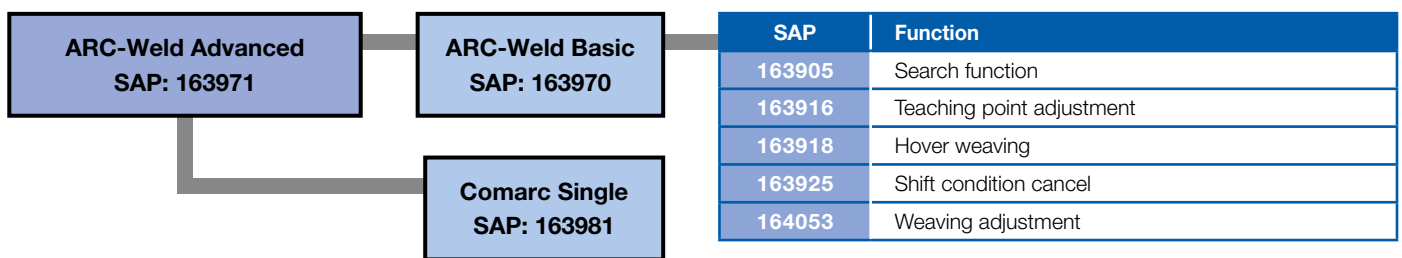 ARC-Weld Advanced
SAP: 163971
ARC-Weld Basic
SAP: 163970
Comarc Single
SAP: 163981
SAP Function
163905 Search function
163916 Teaching point adjustment
163918 Hover weaving
163925 Shift condition cancel
164053 Weaving adjustment